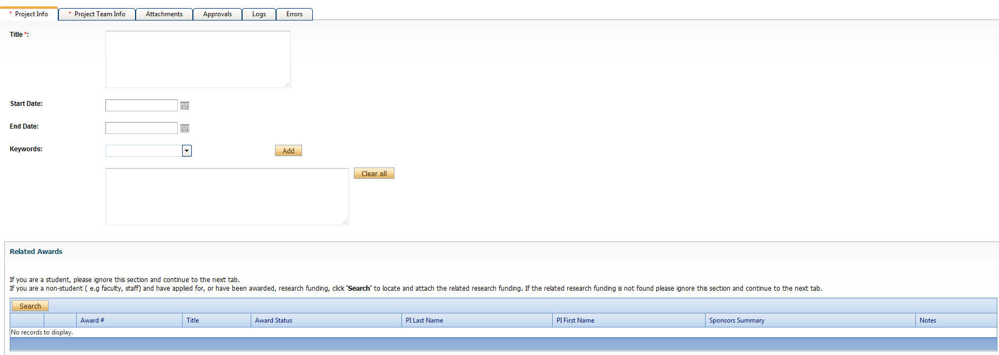 * Project Info * Project Team Info Attachments Approvals Logs Errors
Title *:
Start Date:
End Date:
Keywords: Add
Clear all
Related Awards
If you are a student, please ignore this section and continue to the next tab.
If you are a non-student ( e.g faculty, staff) and have applied for, or have been awarded, research funding, click 'Search' to locate and attach the related research funding. If the related research funding is not found please ignore this section and continue to the next tab.
Search
Award # Title Award Status PI Last Name PI First Name Sponsors Summary Notes
No records to display.